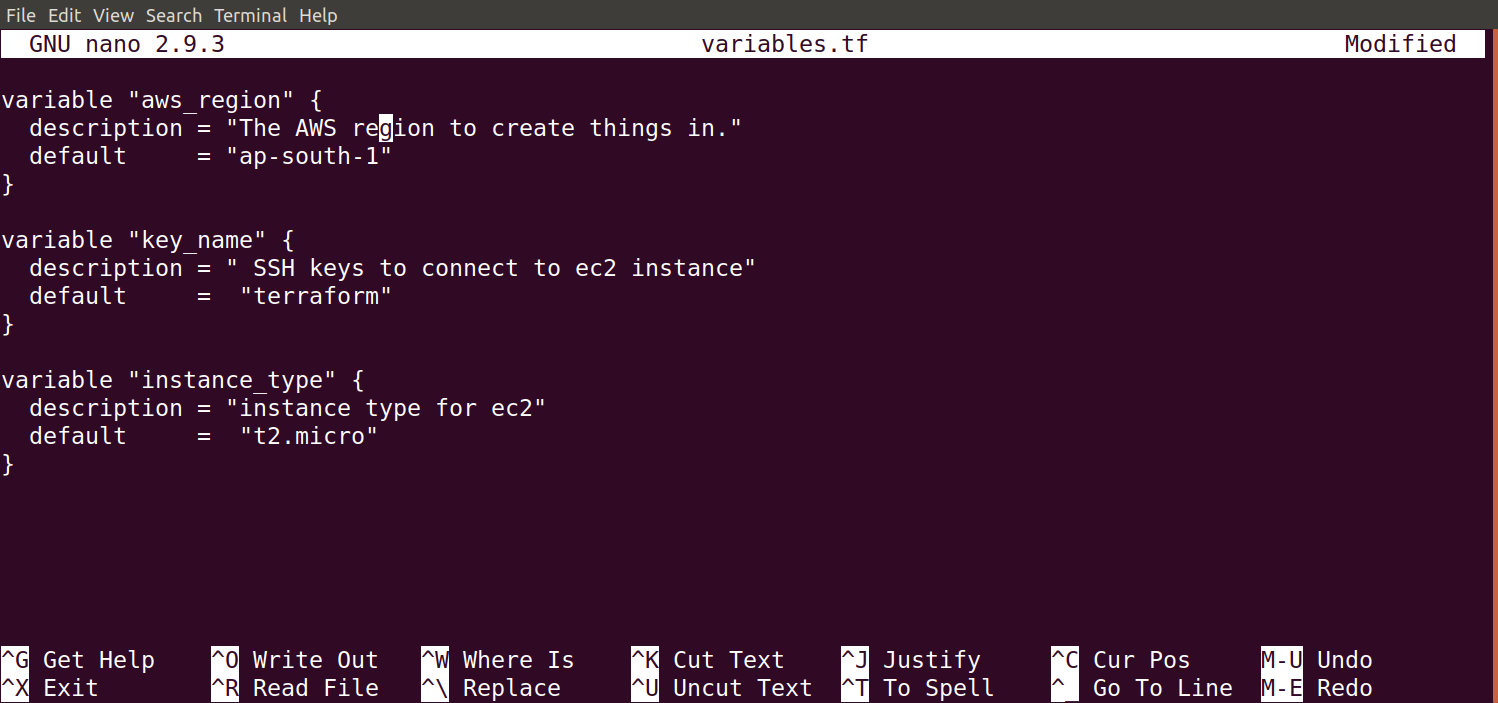 File Edit View Search Terminal Help
GNU nano 2.9.3 variables.tf Modified
variable "aws_region" {
  description = "The AWS region to create things in."
  default     = "ap-south-1"
}
variable "key_name" {
  description = " SSH keys to connect to ec2 instance"
  default     =  "terraform"
}
variable "instance_type" {
  description = "instance type for ec2"
  default     =  "t2.micro"
}
^G Get Help ^O Write Out ^W Where Is ^K Cut Text ^J Justify ^C Cur Pos M-U Undo
^X Exit ^R Read File ^\ Replace ^U Uncut Text ^T To Spell ^_ Go To Line M-E Redo